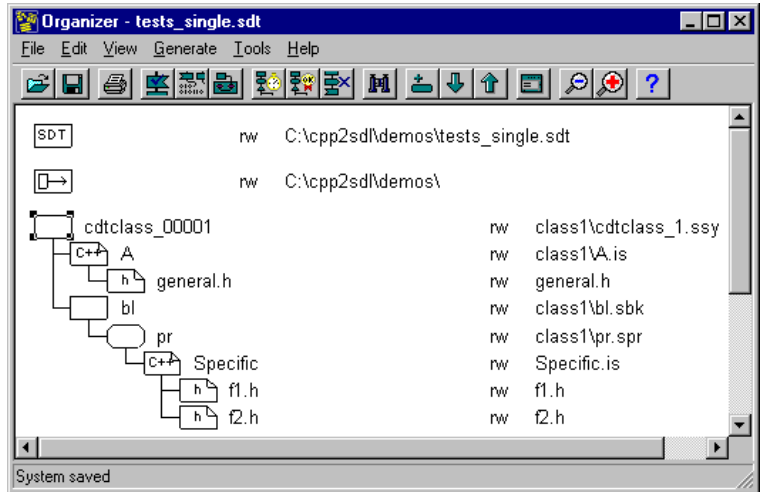 Organizer - tests_single.sdt
File Edit View Generate Tools Help
SDT rw C:\cpp2sdl\demos\tests_single.sdt
rw C:\cpp2sdl\demos\
cdtclass_00001 rw class1\cdtclass_1.ssy
C++ A rw class1\A.is
h general.h rw general.h
bl rw class1\bl.sbk
pr rw class1\pr.spr
C++ Specific rw Specific.is
h f1.h rw f1.h
h f2.h rw f2.h
System saved